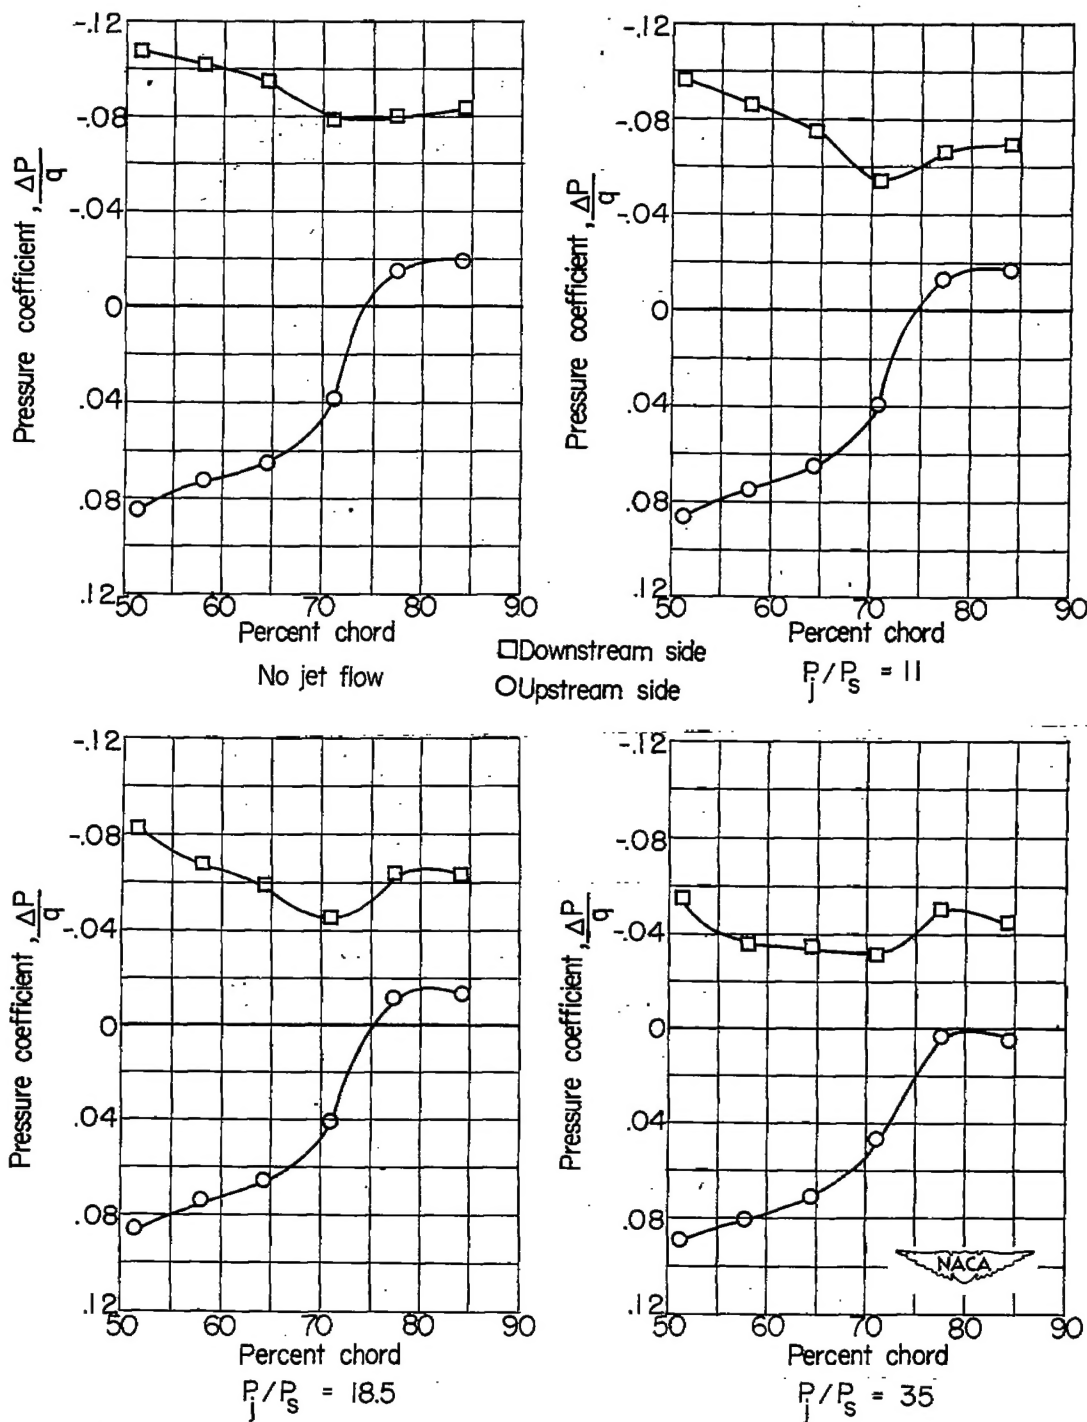 -.12
-.08
-.04
0
.04
.08
.12
Pressure coefficient, ΔP/q
50 60 70 80 90
Percent chord
No jet flow
-.12
-.08
-.04
0
.04
.08
.12
Pressure coefficient, ΔP/q
50 60 70 80 90
Percent chord
Pj/Ps = 11
□ Downstream side
○ Upstream side
-.12
-.08
-.04
0
.04
.08
.12
Pressure coefficient, ΔP/q
50 60 70 80 90
Percent chord
Pj/Ps = 18.5
-.12
-.08
-.04
0
.04
.08
.12
Pressure coefficient, ΔP/q
NACA
50 60 70 80 90
Percent chord
Pj/Ps = 35